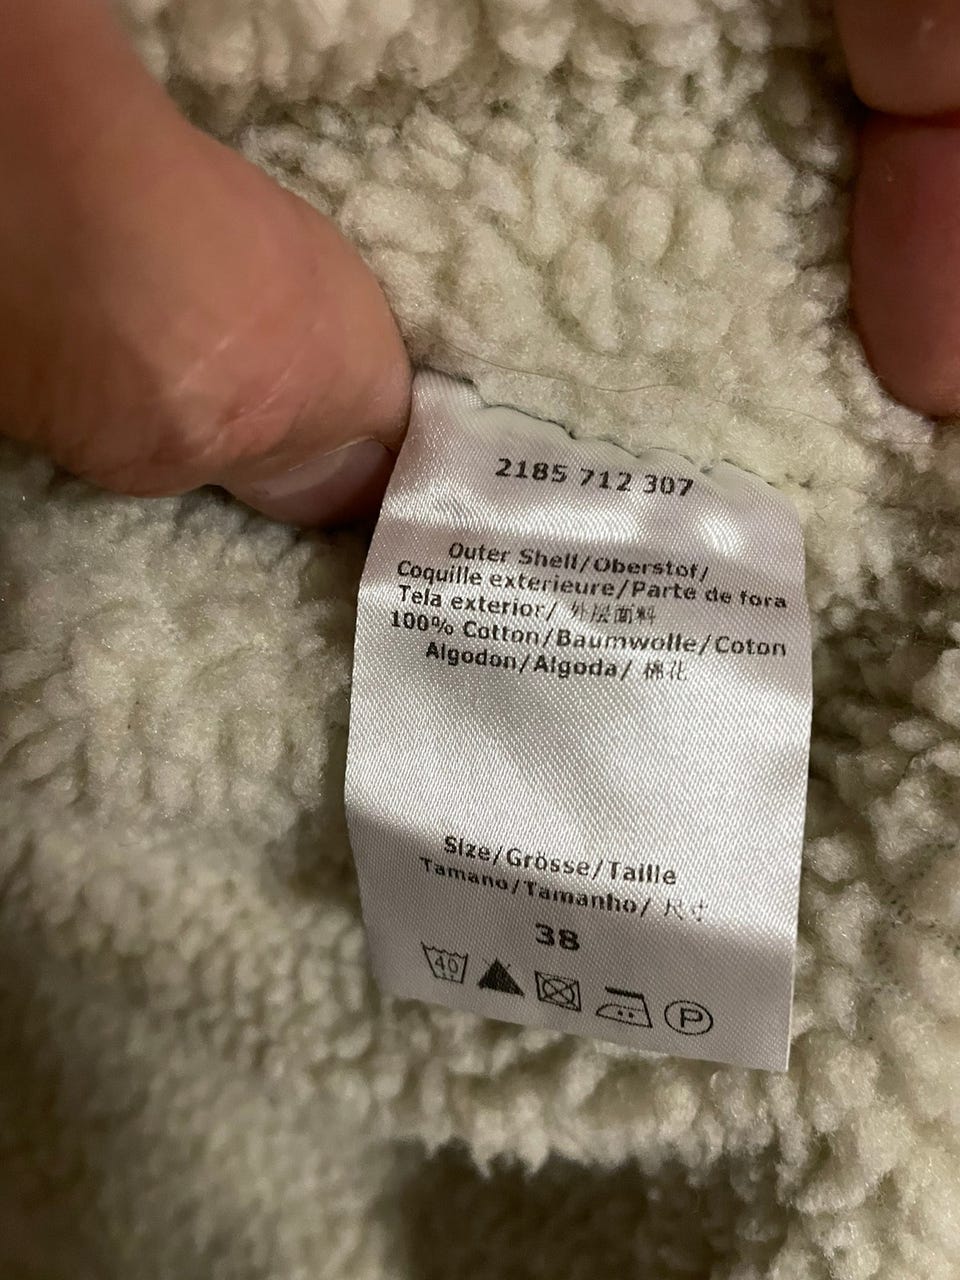 2185 712 307
Outer Shell/Oberstof/
Coquille exterieure/Parte de fora
Tela exterior/ 外层面料
100% Cotton/Baumwolle/Coton
Algodon/Algoda/ 棉花
Size/Grösse/Taille
Tamano/Tamanho/ 尺寸
38
40
P